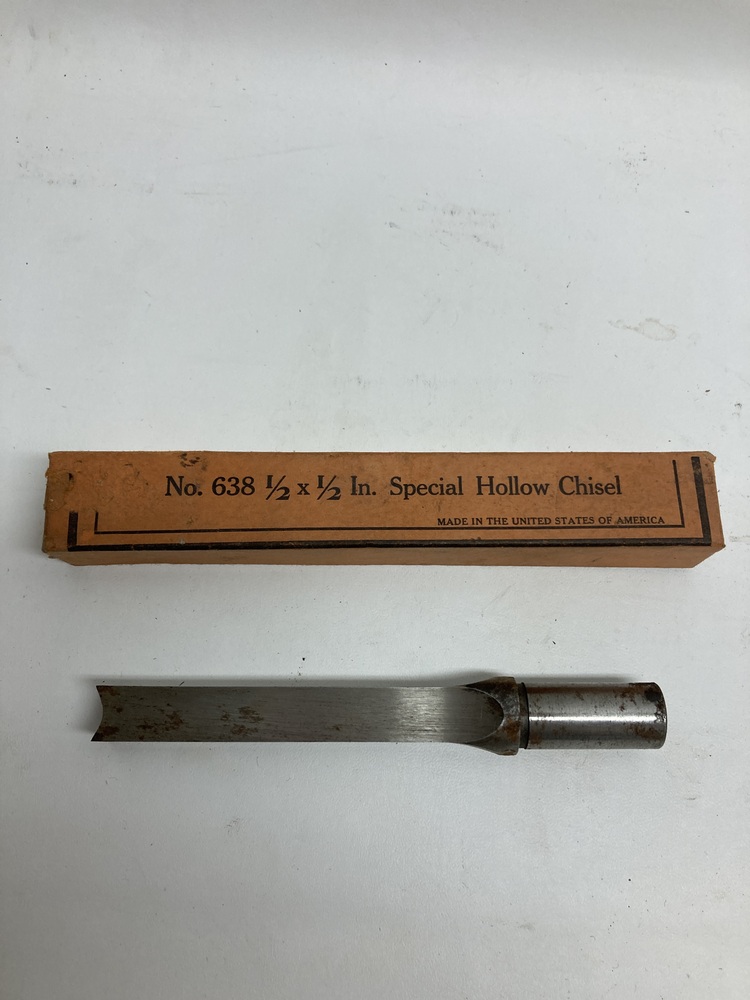 No. 638 ½ x ½ In. Special Hollow Chisel
MADE IN THE UNITED STATES OF AMERICA